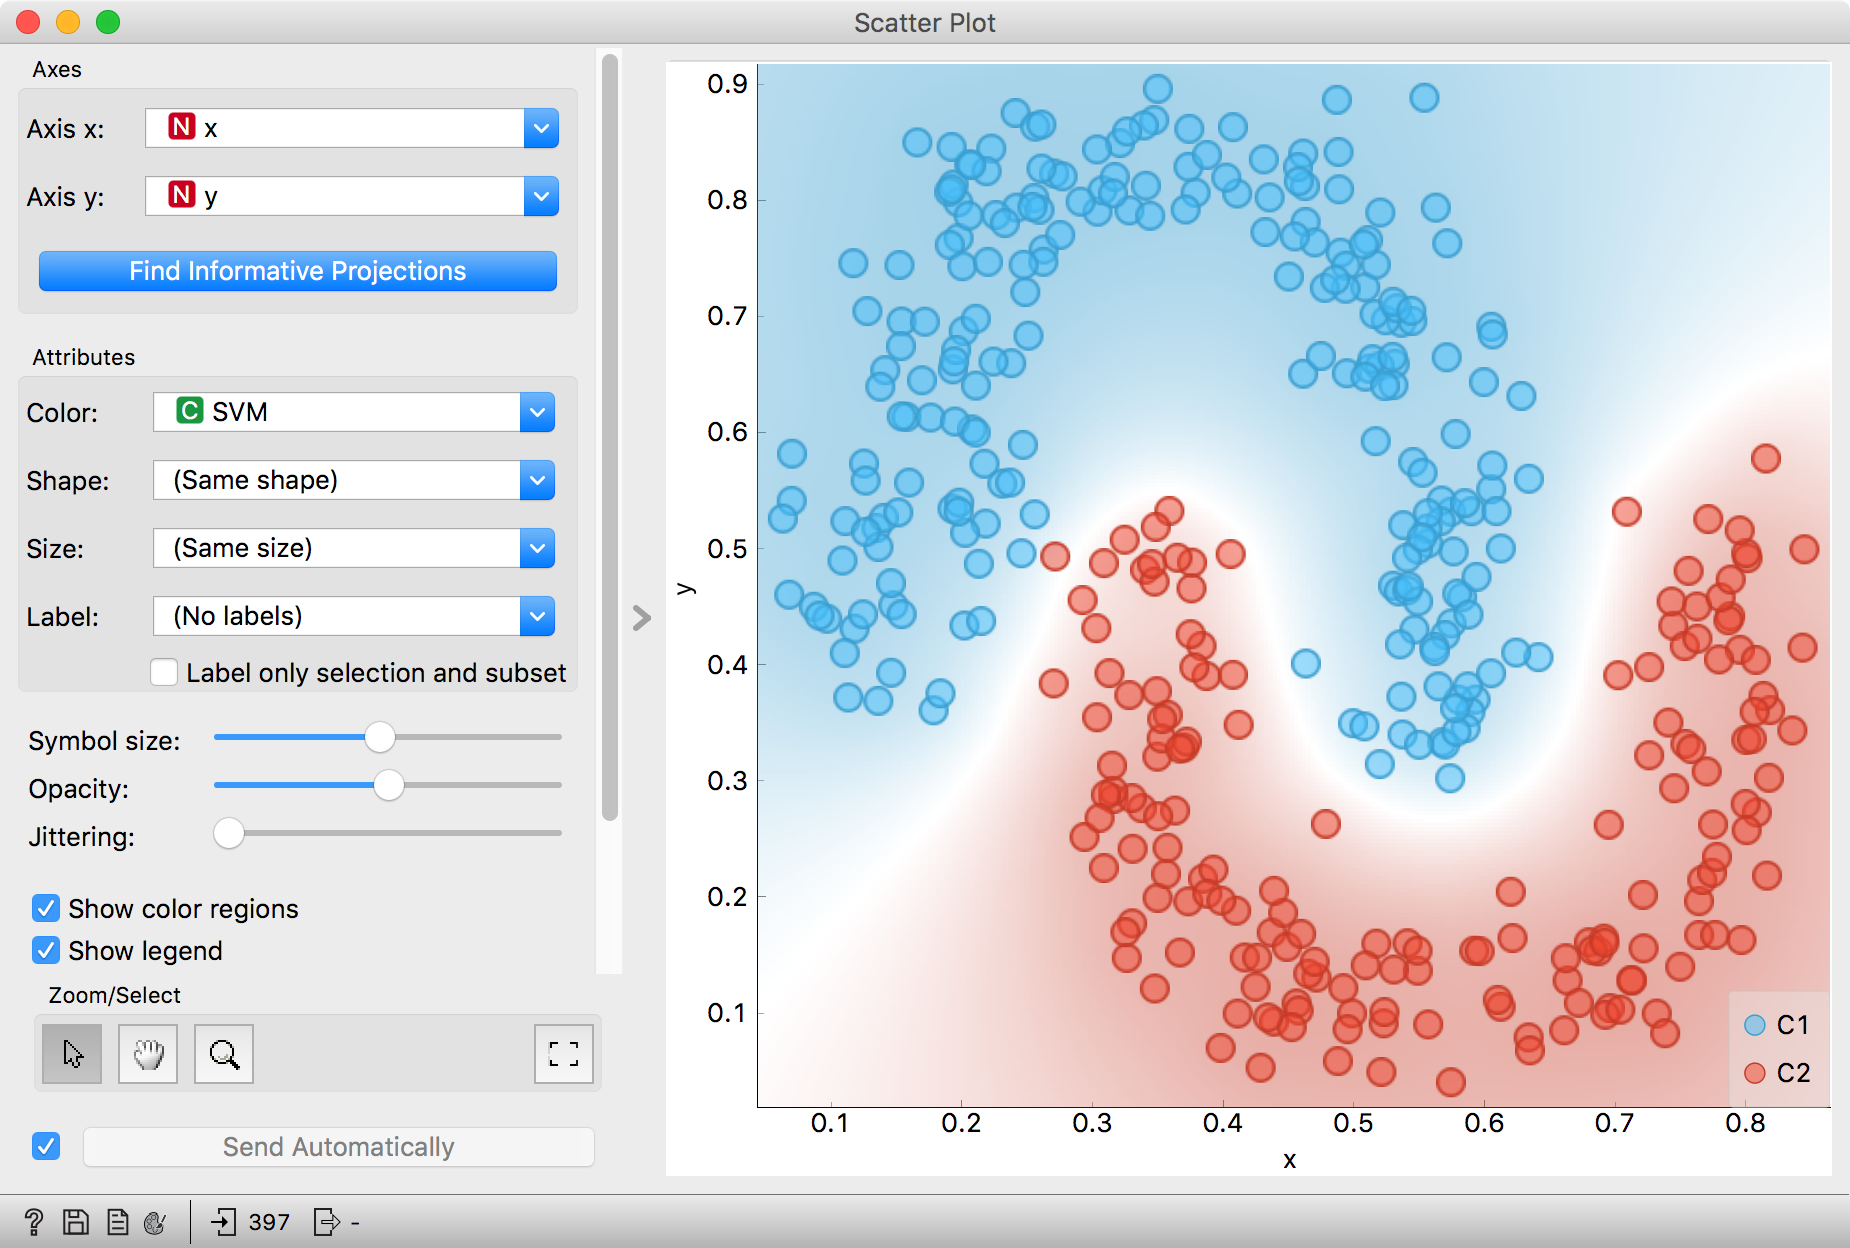 Scatter Plot
Axes
Axis x: N x
Axis y: N y
Find Informative Projections
Attributes
Color: C SVM
Shape: (Same shape)
Size: (Same size)
Label: (No labels)
Label only selection and subset
Symbol size:
Opacity:
Jittering:
Show color regions
Show legend
Zoom/Select
Send Automatically
? 397 -
0.9
0.8
0.7
0.6
0.5
0.4
0.3
0.2
0.1
y
0.1 0.2 0.3 0.4 0.5 0.6 0.7 0.8
x
C1
C2